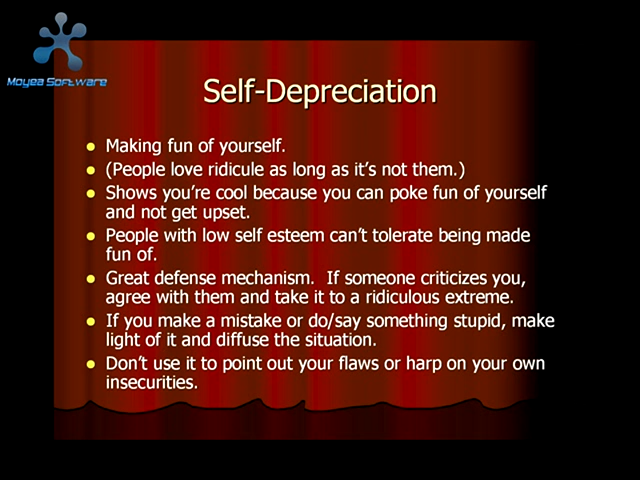 Moyea Software
Self-Depreciation
Making fun of yourself.
(People love ridicule as long as it's not them.)
Shows you're cool because you can poke fun of yourself
and not get upset.
People with low self esteem can't tolerate being made
fun of.
Great defense mechanism.  If someone criticizes you,
agree with them and take it to a ridiculous extreme.
If you make a mistake or do/say something stupid, make
light of it and diffuse the situation.
Don't use it to point out your flaws or harp on your own
insecurities.